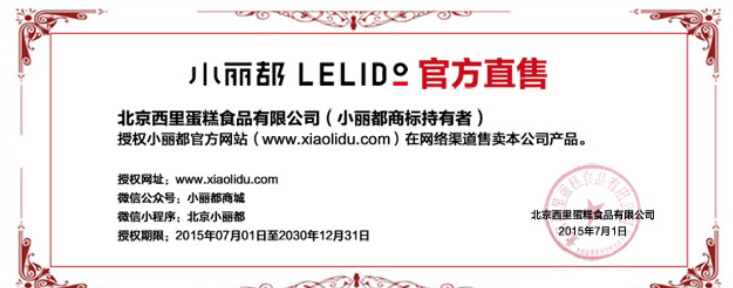 小丽都 LELIDO 官方直售
北京西里蛋糕食品有限公司（小丽都商标持有者）
授权小丽都官方网站（www.xiaolidu.com）在网络渠道售卖本公司产品。
授权网址：www.xiaolidu.com
微信公众号：小丽都商城
微信小程序：北京小丽都
授权期限：2015年07月01日至2030年12月31日
北京西里蛋糕食品有限公司
2015年7月1日